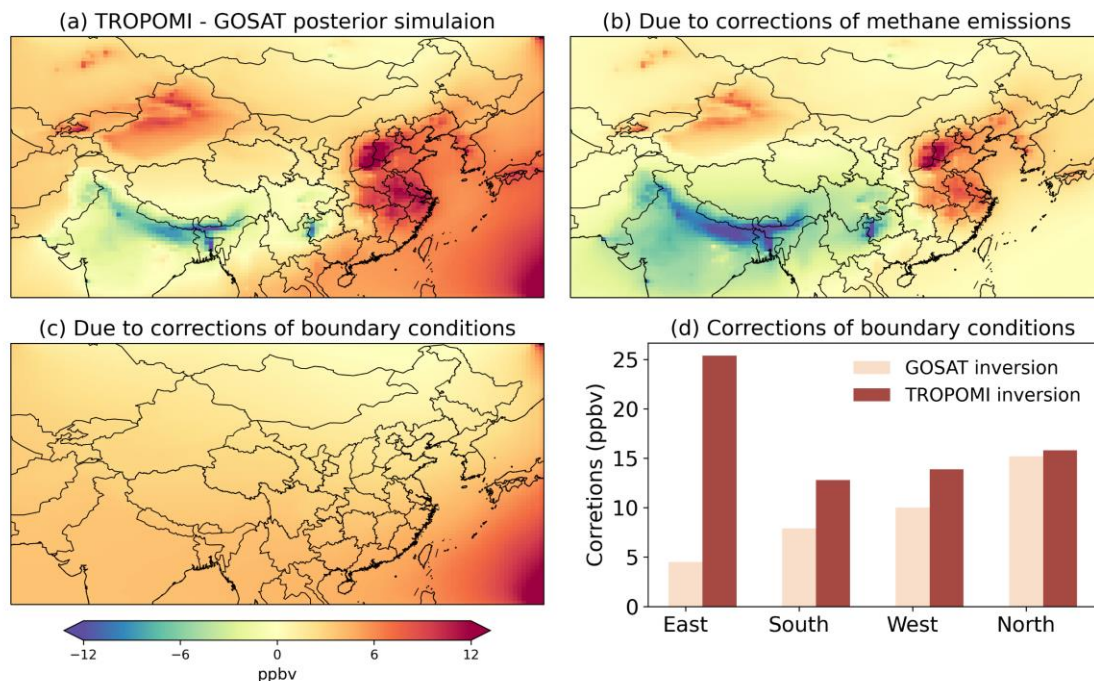 (a) TROPOMI - GOSAT posterior simulaion
(b) Due to corrections of methane emissions
(c) Due to corrections of boundary conditions
−12 −6 0 6 12
ppbv
(d) Corrections of boundary conditions
Corretions (ppbv)
25
20
15
10
5
0
GOSAT inversion
TROPOMI inversion
East South West North